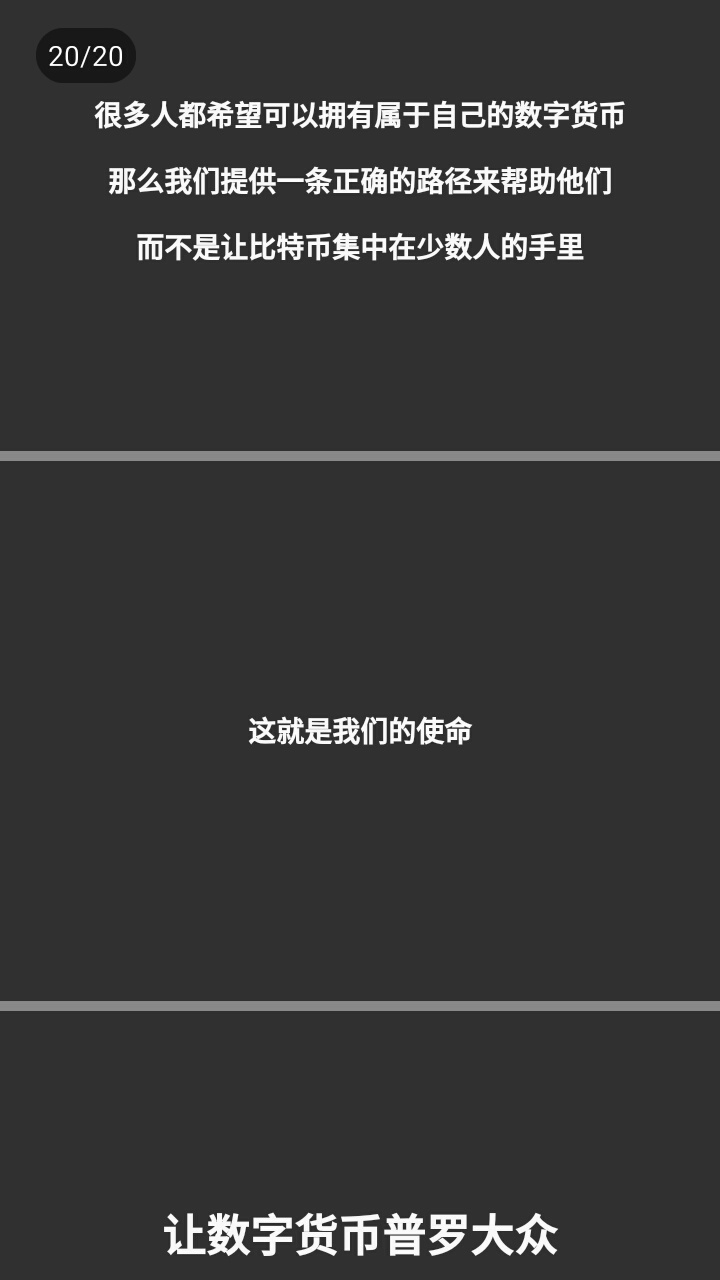 20/20
很多人都希望可以拥有属于自己的数字货币
那么我们提供一条正确的路径来帮助他们
而不是让比特币集中在少数人的手里
这就是我们的使命
让数字货币普罗大众